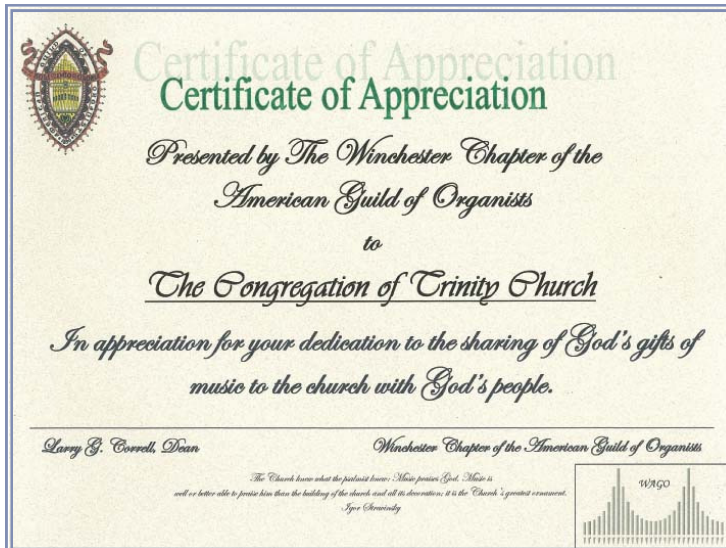 Certificate of Appreciation
Certificate of Appreciation
Presented by The Winchester Chapter of the
American Guild of Organists
to
The Congregation of Trinity Church
In appreciation for your dedication to the sharing of God's gifts of
music to the church with God's people.
Larry G. Correll, Dean
Winchester Chapter of the American Guild of Organists
The Church knew what the psalmist knew: Music praises God. Music is
well or better able to praise him than the building of the church and all its decoration; it is the Church's greatest ornament.
Igor Stravinsky
WAGO